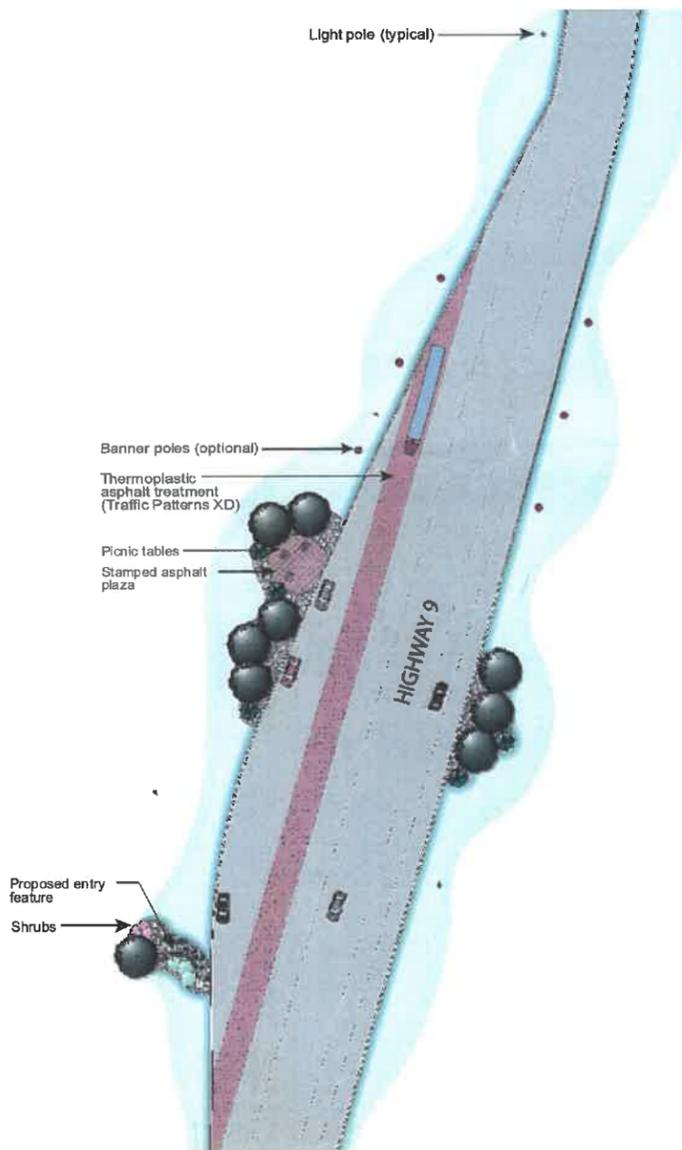 Light pole (typical)
Banner poles (optional)
Thermoplastic
asphalt treatment
(Traffic Patterns XD)
Picnic tables
Stamped asphalt
plaza
HIGHWAY 9
Proposed entry
feature
Shrubs